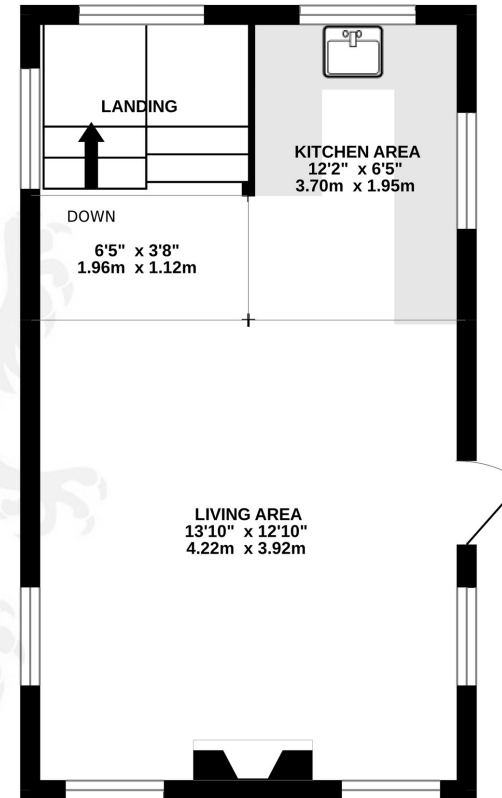 LANDING
KITCHEN AREA
12'2" x 6'5"
3.70m x 1.95m
DOWN
6'5" x 3'8"
1.96m x 1.12m
LIVING AREA
13'10" x 12'10"
4.22m x 3.92m